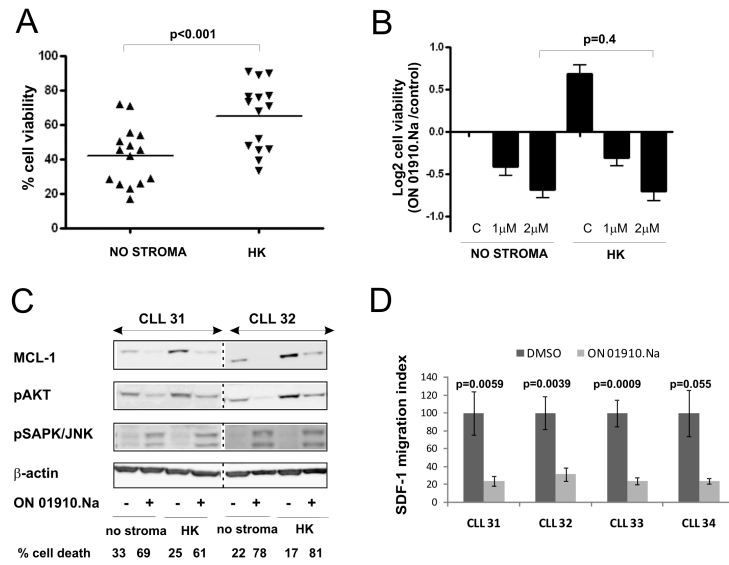 A
p<0.001
% cell viability
100
80
60
40
20
0
NO STROMA HK
B
p=0.4
Log2 cell viability
(ON 01910.Na /control)
1.0
0.5
-0.0
-0.5
-1.0
C 1µM 2µM C 1µM 2µM
NO STROMA HK
C
CLL 31 CLL 32
MCL-1
pAKT
pSAPK/JNK
β-actin
ON 01910.Na - + - + - + - +
no stroma HK no stroma HK
% cell death 33 69 25 61 22 78 17 81
D
DMSO ON 01910.Na
SDF-1 migration index
140
120
100
80
60
40
20
0
p=0.0059 p=0.0039 p=0.0009 p=0.055
CLL 31 CLL 32 CLL 33 CLL 34